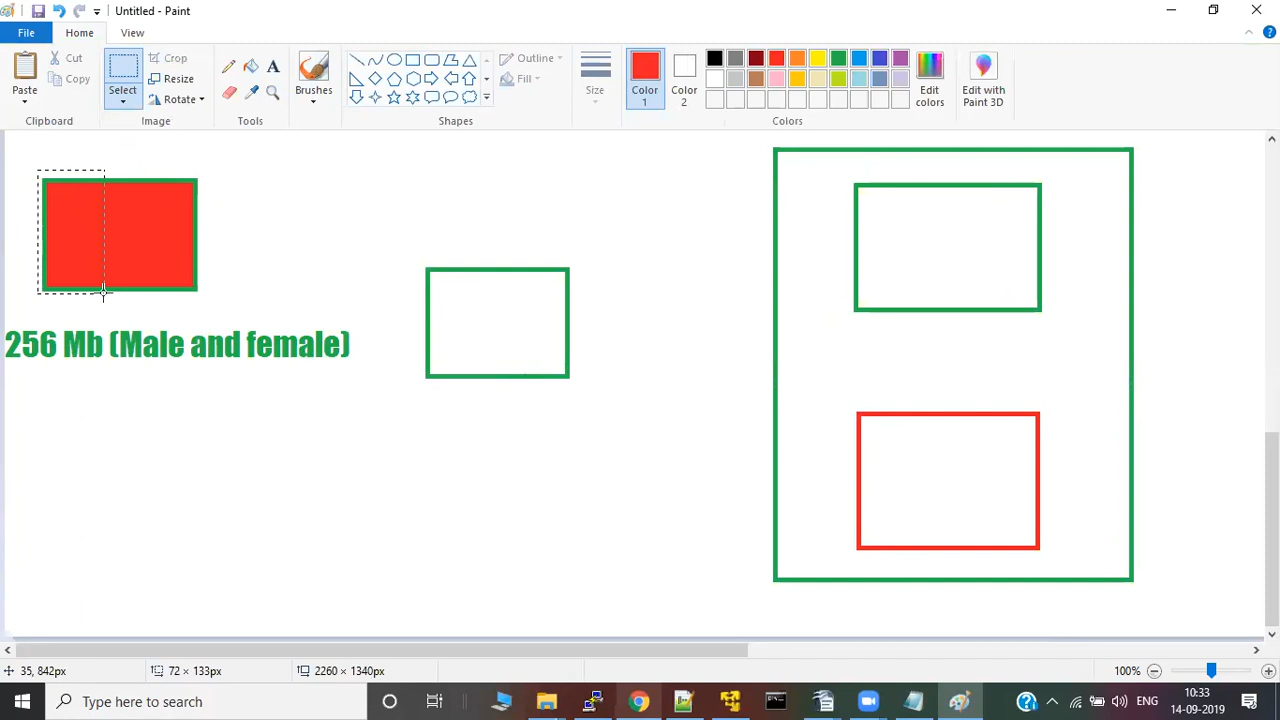 Untitled - Paint
File
Home
View
Paste
Cut
Copy
Clipboard
Select
Crop
Resize
Rotate
Image
A
Tools
Brushes
Outline
Fill
Shapes
Size
Color 1
Color 2
Edit colors
Edit with Paint 3D
Colors
256 Mb (Male and female)
35, 842px
72 × 133px
2260 × 1340px
100%
Type here to search
ENG
10:33
14-09-2019